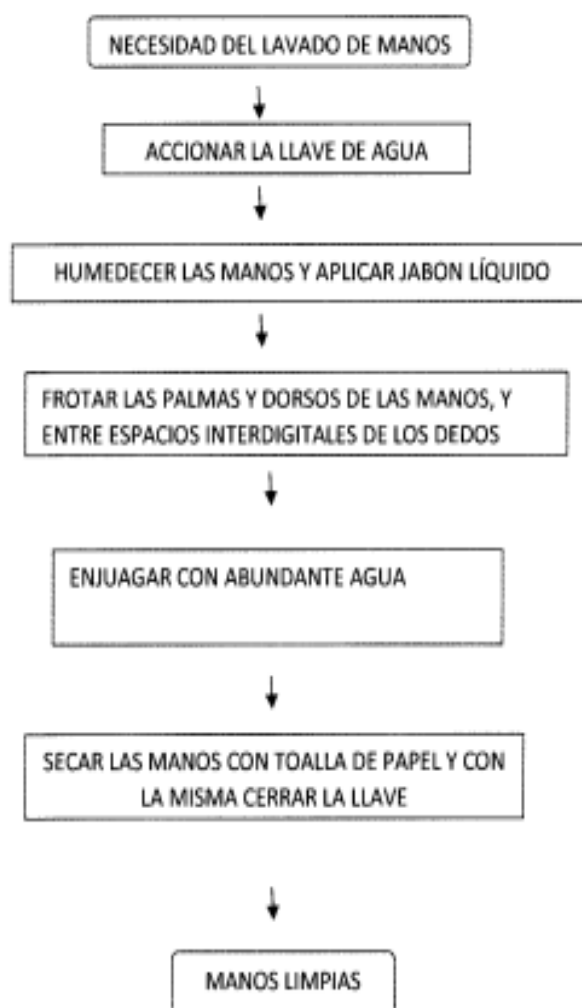 NECESIDAD DEL LAVADO DE MANOS
ACCIONAR LA LLAVE DE AGUA
HUMEDECER LAS MANOS Y APLICAR JABON LÍQUIDO
FROTAR LAS PALMAS Y DORSOS DE LAS MANOS, Y
ENTRE ESPACIOS INTERDIGITALES DE LOS DEDOS
ENJUAGAR CON ABUNDANTE AGUA
SECAR LAS MANOS CON TOALLA DE PAPEL Y CON
LA MISMA CERRAR LA LLAVE
MANOS LIMPIAS